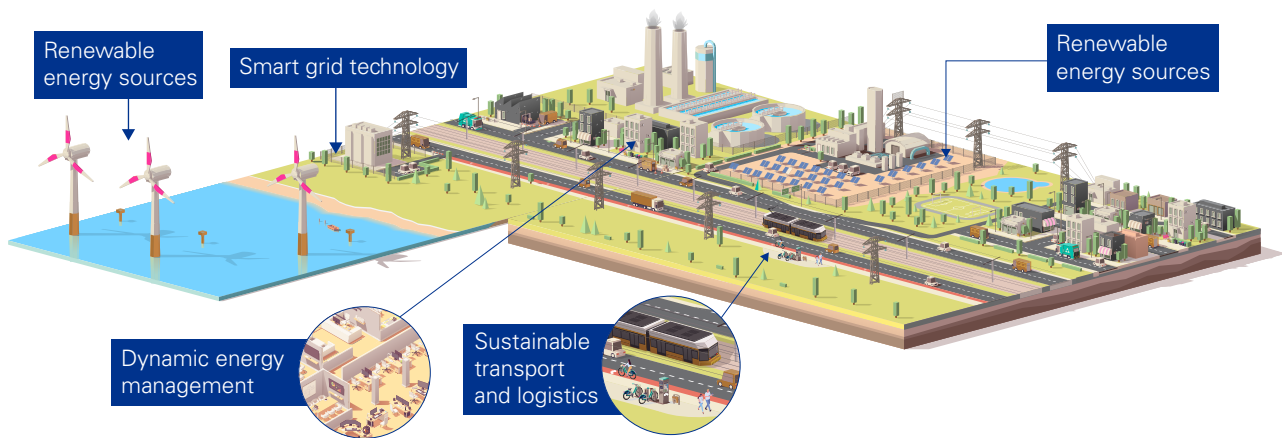 Renewable
energy sources
Smart grid technology
Renewable
energy sources
Dynamic energy
management
Sustainable
transport
and logistics